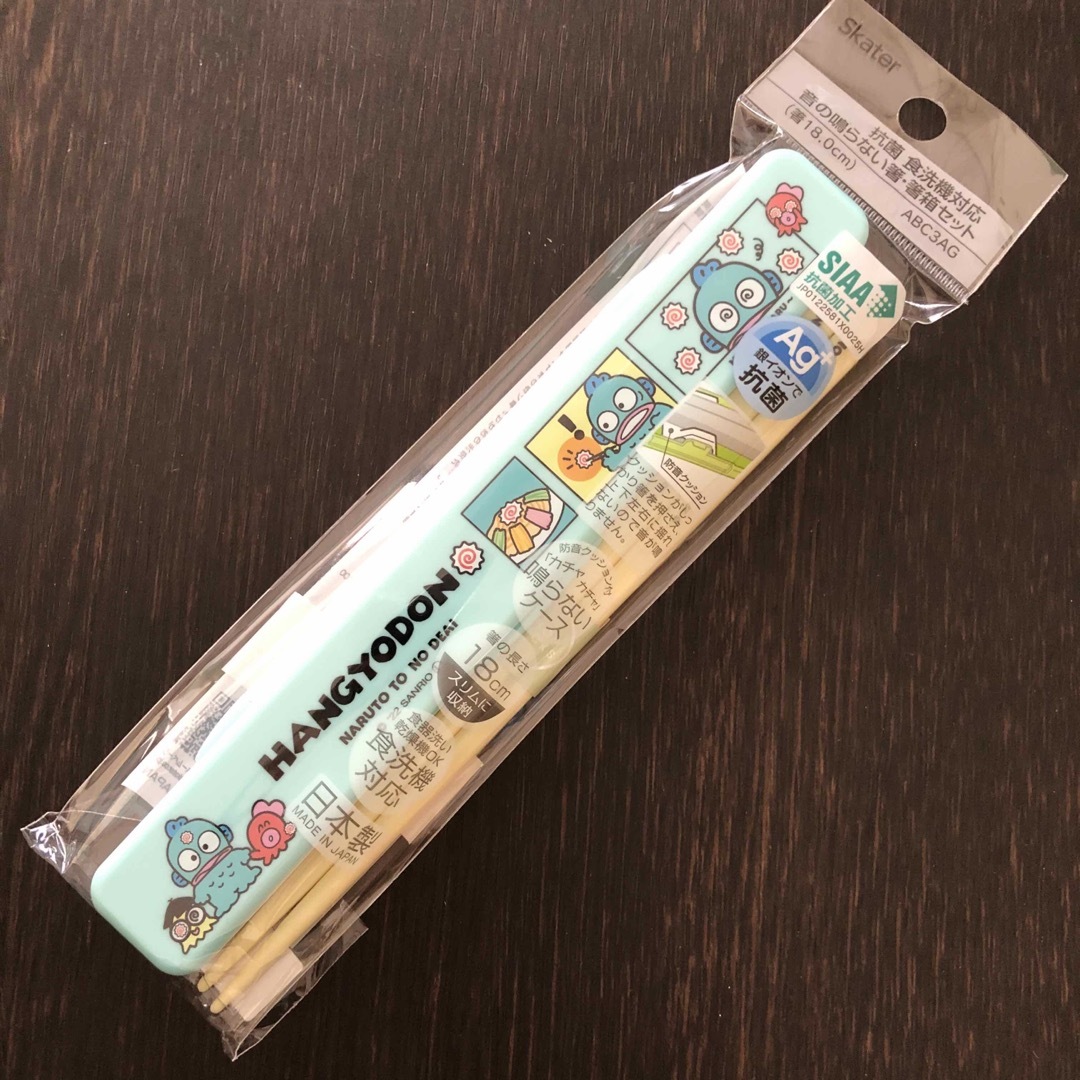 Skater
抗菌 食洗機対応
音の鳴らない箸・箸箱セット
(箸18.0cm)
ABC3AG
SIAA
抗菌加工
JP0122581X0025H
Ag+
銀イオンで
抗菌
防音クッション
クッションがしっ
かり箸を押さえ、
上下左右に揺れ
ないので音が鳴
りません。
防音クッションで
「カチャカチャ」
鳴らない
ケース
箸の長さ
18cm
スリムに
収納
食器洗い
乾燥機OK
食洗機
対応
日本製
MADE IN JAPAN
HANGYODON
NARUTO TO NO DEAi
SANRIO